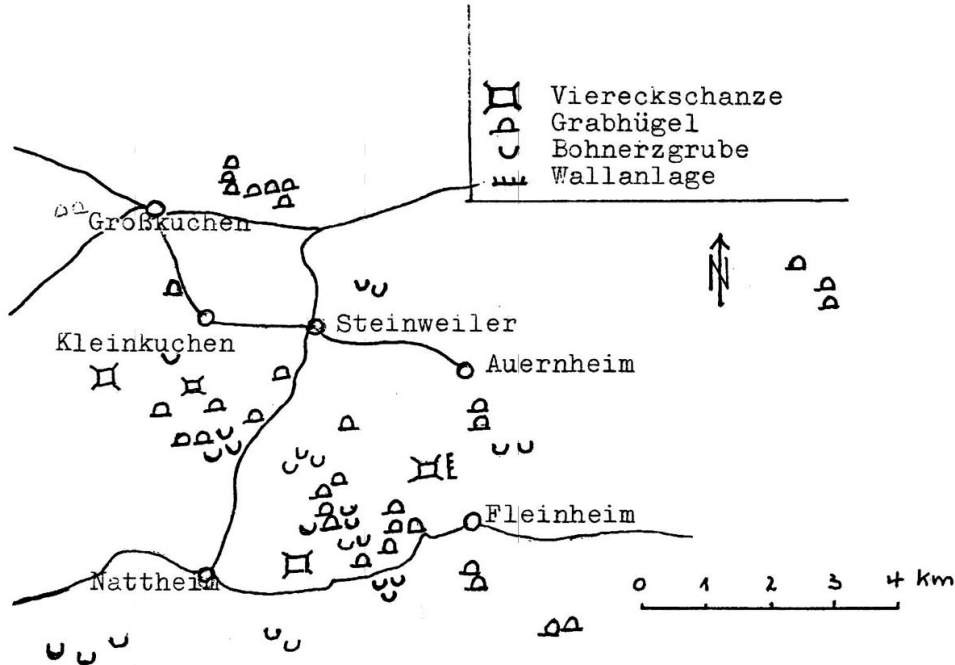 Viereckschanze
Grabhügel
Bohnerzgrube
Wallanlage
Großkuchen
N
Steinweiler
Kleinkuchen
Auernheim
Fleinheim
Nattheim
0 1 2 3 4 km